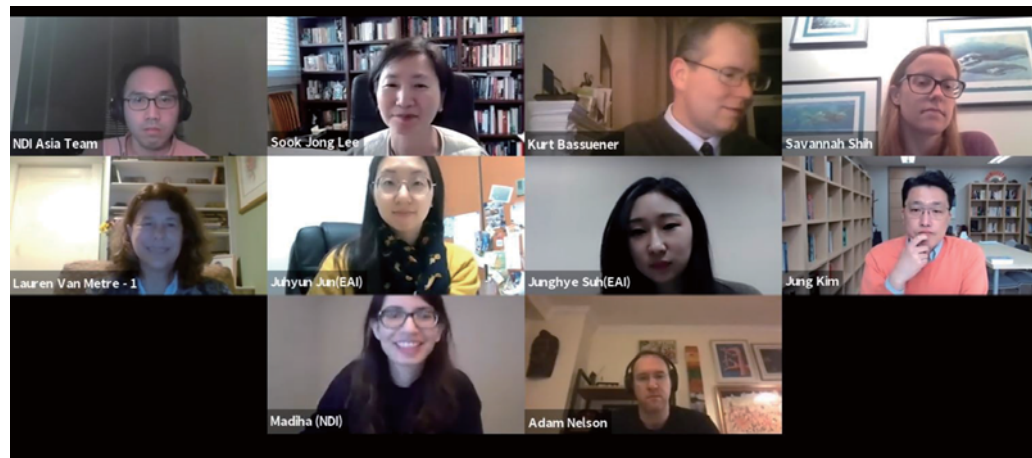 NDI Asia Team
Sook Jong Lee
Kurt Bassuener
Savannah Shih
Lauren Van Metre - 1
Juhyun Jun(EAI)
Junghye Suh(EAI)
Jung Kim
Madiha (NDI)
Adam Nelson